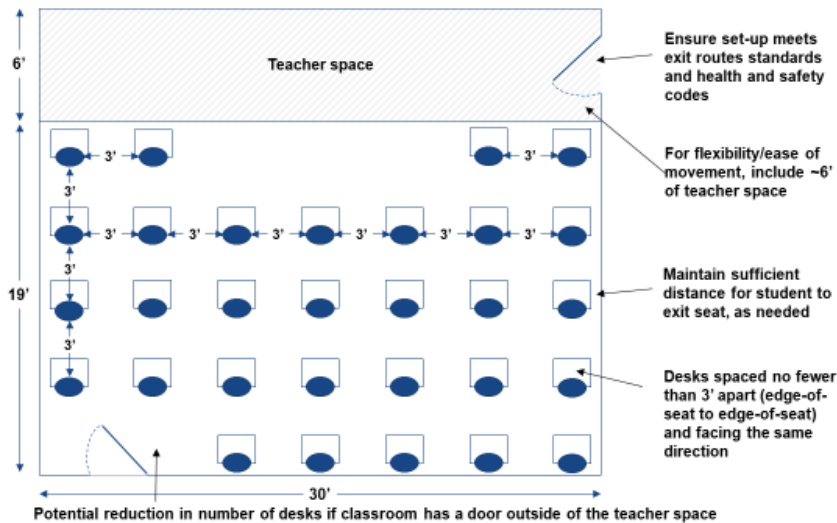 6'
Teacher space
Ensure set-up meets
exit routes standards
and health and safety
codes
3'
3'
For flexibility/ease of
movement, include ~6'
of teacher space
3'
3'
3'
3'
3'
3'
3'
3'
19'
3'
Maintain sufficient
distance for student to
exit seat, as needed
3'
Desks spaced no fewer
than 3' apart (edge-of-
seat to edge-of-seat)
and facing the same
direction
30'
Potential reduction in number of desks if classroom has a door outside of the teacher space